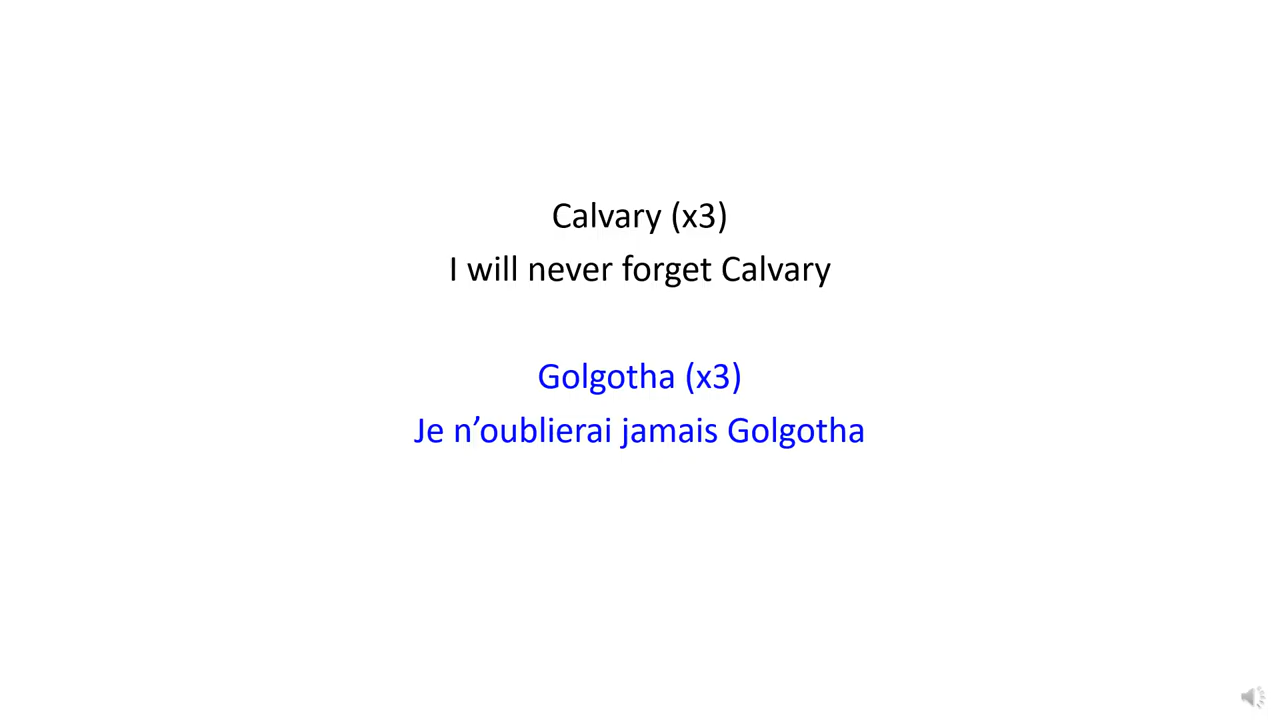 Calvary (x3)
I will never forget Calvary
Golgotha (x3)
Je n’oublierai jamais Golgotha